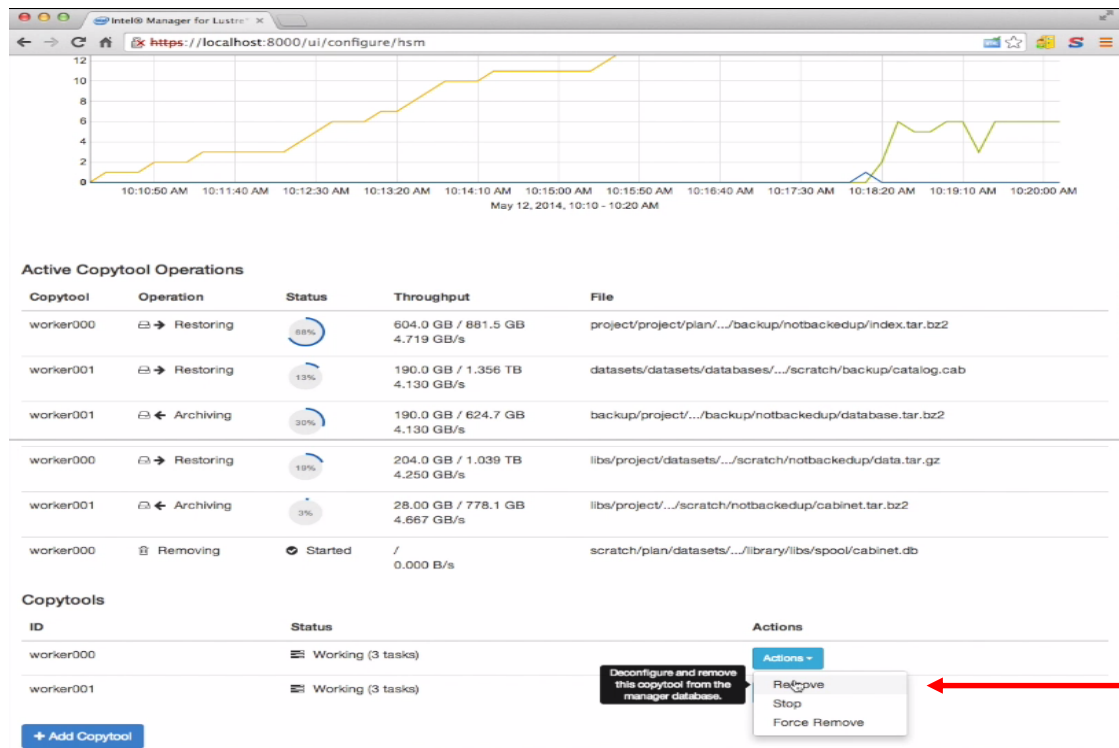 Intel® Manager for Lustre* ×
https://localhost:8000/ui/configure/hsm
12
10
8
6
4
2
0
10:10:50 AM 10:11:40 AM 10:12:30 AM 10:13:20 AM 10:14:10 AM 10:15:00 AM 10:15:50 AM 10:16:40 AM 10:17:30 AM 10:18:20 AM 10:19:10 AM 10:20:00 AM
May 12, 2014, 10:10 - 10:20 AM
Active Copytool Operations
Copytool Operation Status Throughput File
worker000 Restoring 68% 604.0 GB / 881.5 GB project/project/plan/.../backup/notbackedup/index.tar.bz2
4.719 GB/s
worker001 Restoring 13% 190.0 GB / 1.356 TB datasets/datasets/databases/.../scratch/backup/catalog.cab
4.130 GB/s
worker001 Archiving 30% 190.0 GB / 624.7 GB backup/project/.../backup/notbackedup/database.tar.bz2
4.130 GB/s
worker000 Restoring 19% 204.0 GB / 1.039 TB libs/project/datasets/.../scratch/notbackedup/data.tar.gz
4.250 GB/s
worker001 Archiving 3% 28.00 GB / 778.1 GB libs/project/.../scratch/notbackedup/cabinet.tar.bz2
4.667 GB/s
worker000 Removing Started / scratch/plan/datasets/.../library/libs/spool/cabinet.db
0.000 B/s
Copytools
ID Status Actions
worker000 Working (3 tasks) Actions
Deconfigure and remove
this copytool from the
manager database.
worker001 Working (3 tasks) Remove
Stop
Force Remove
+ Add Copytool